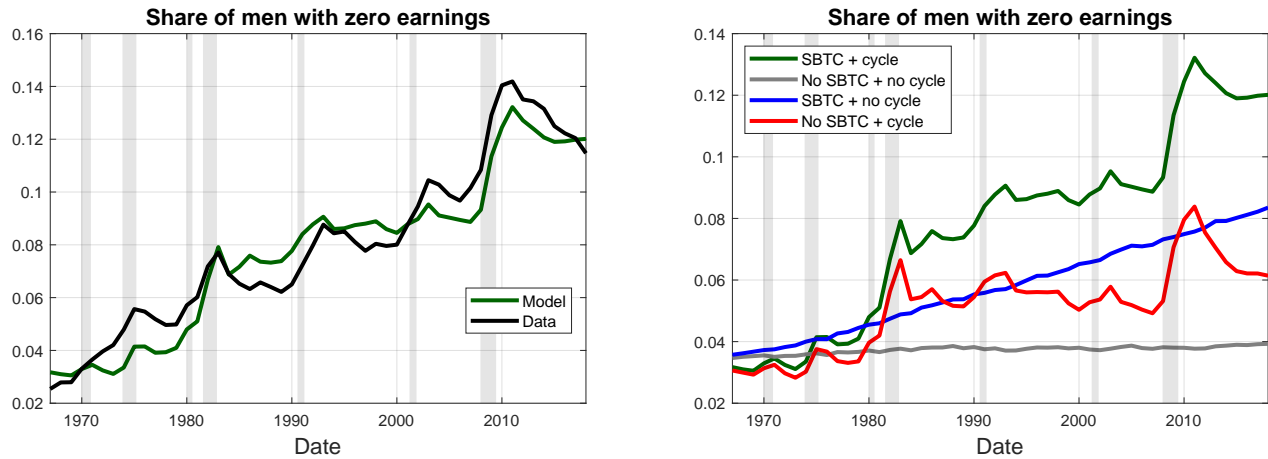 Share of men with zero earnings
0.16
0.14
0.12
0.1
0.08
0.06
0.04
0.02
Model
Data
1970
1980
1990
2000
2010
Date
Share of men with zero earnings
0.14
0.12
0.1
0.08
0.06
0.04
0.02
SBTC + cycle
No SBTC + no cycle
SBTC + no cycle
No SBTC + cycle
1970
1980
1990
2000
2010
Date